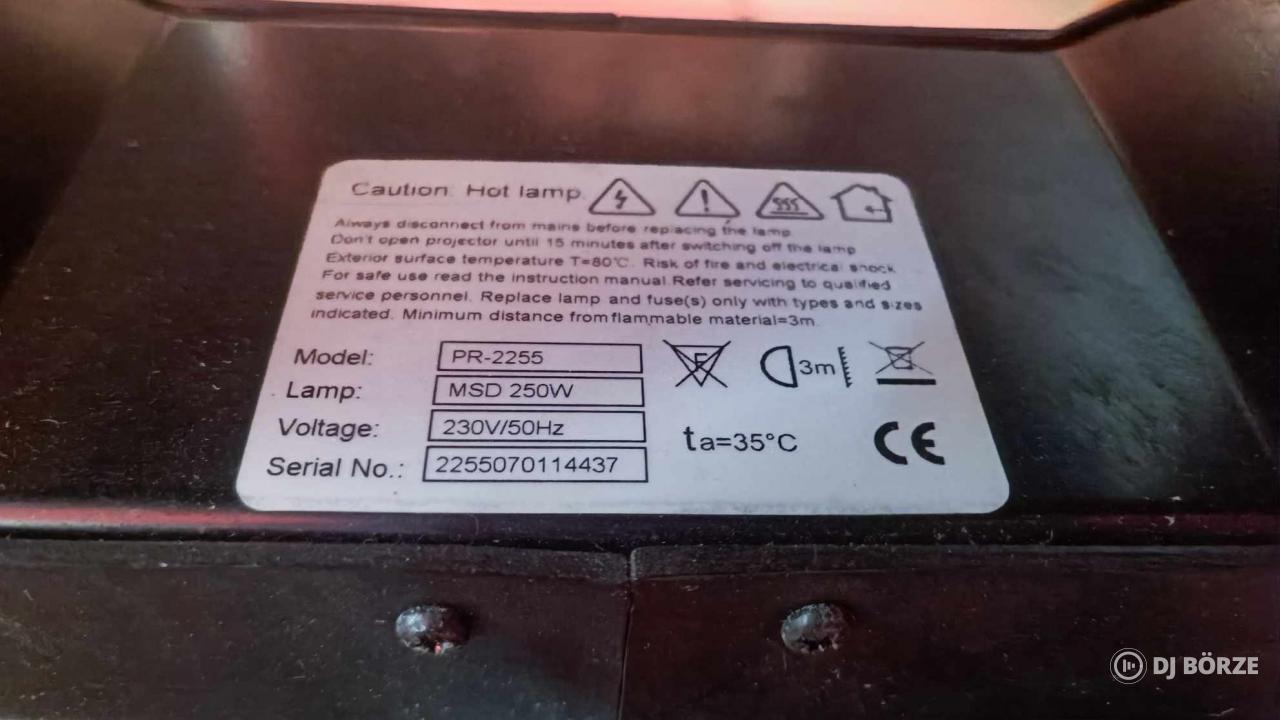 Caution: Hot lamp
Always disconnect from mains before replacing the lamp.
Don't open projector until 15 minutes after switching off the lamp
Exterior surface temperature T=80°C. Risk of fire and electrical shock
For safe use read the instruction manual.Refer servicing to qualified
service personnel. Replace lamp and fuse(s) only with types and sizes
indicated. Minimum distance from flammable material=3m.
Model: PR-2255 F 3m
Lamp: MSD 250W
Voltage: 230V/50Hz ta=35°C CE
Serial No.: 2255070114437
DJ BÖRZE